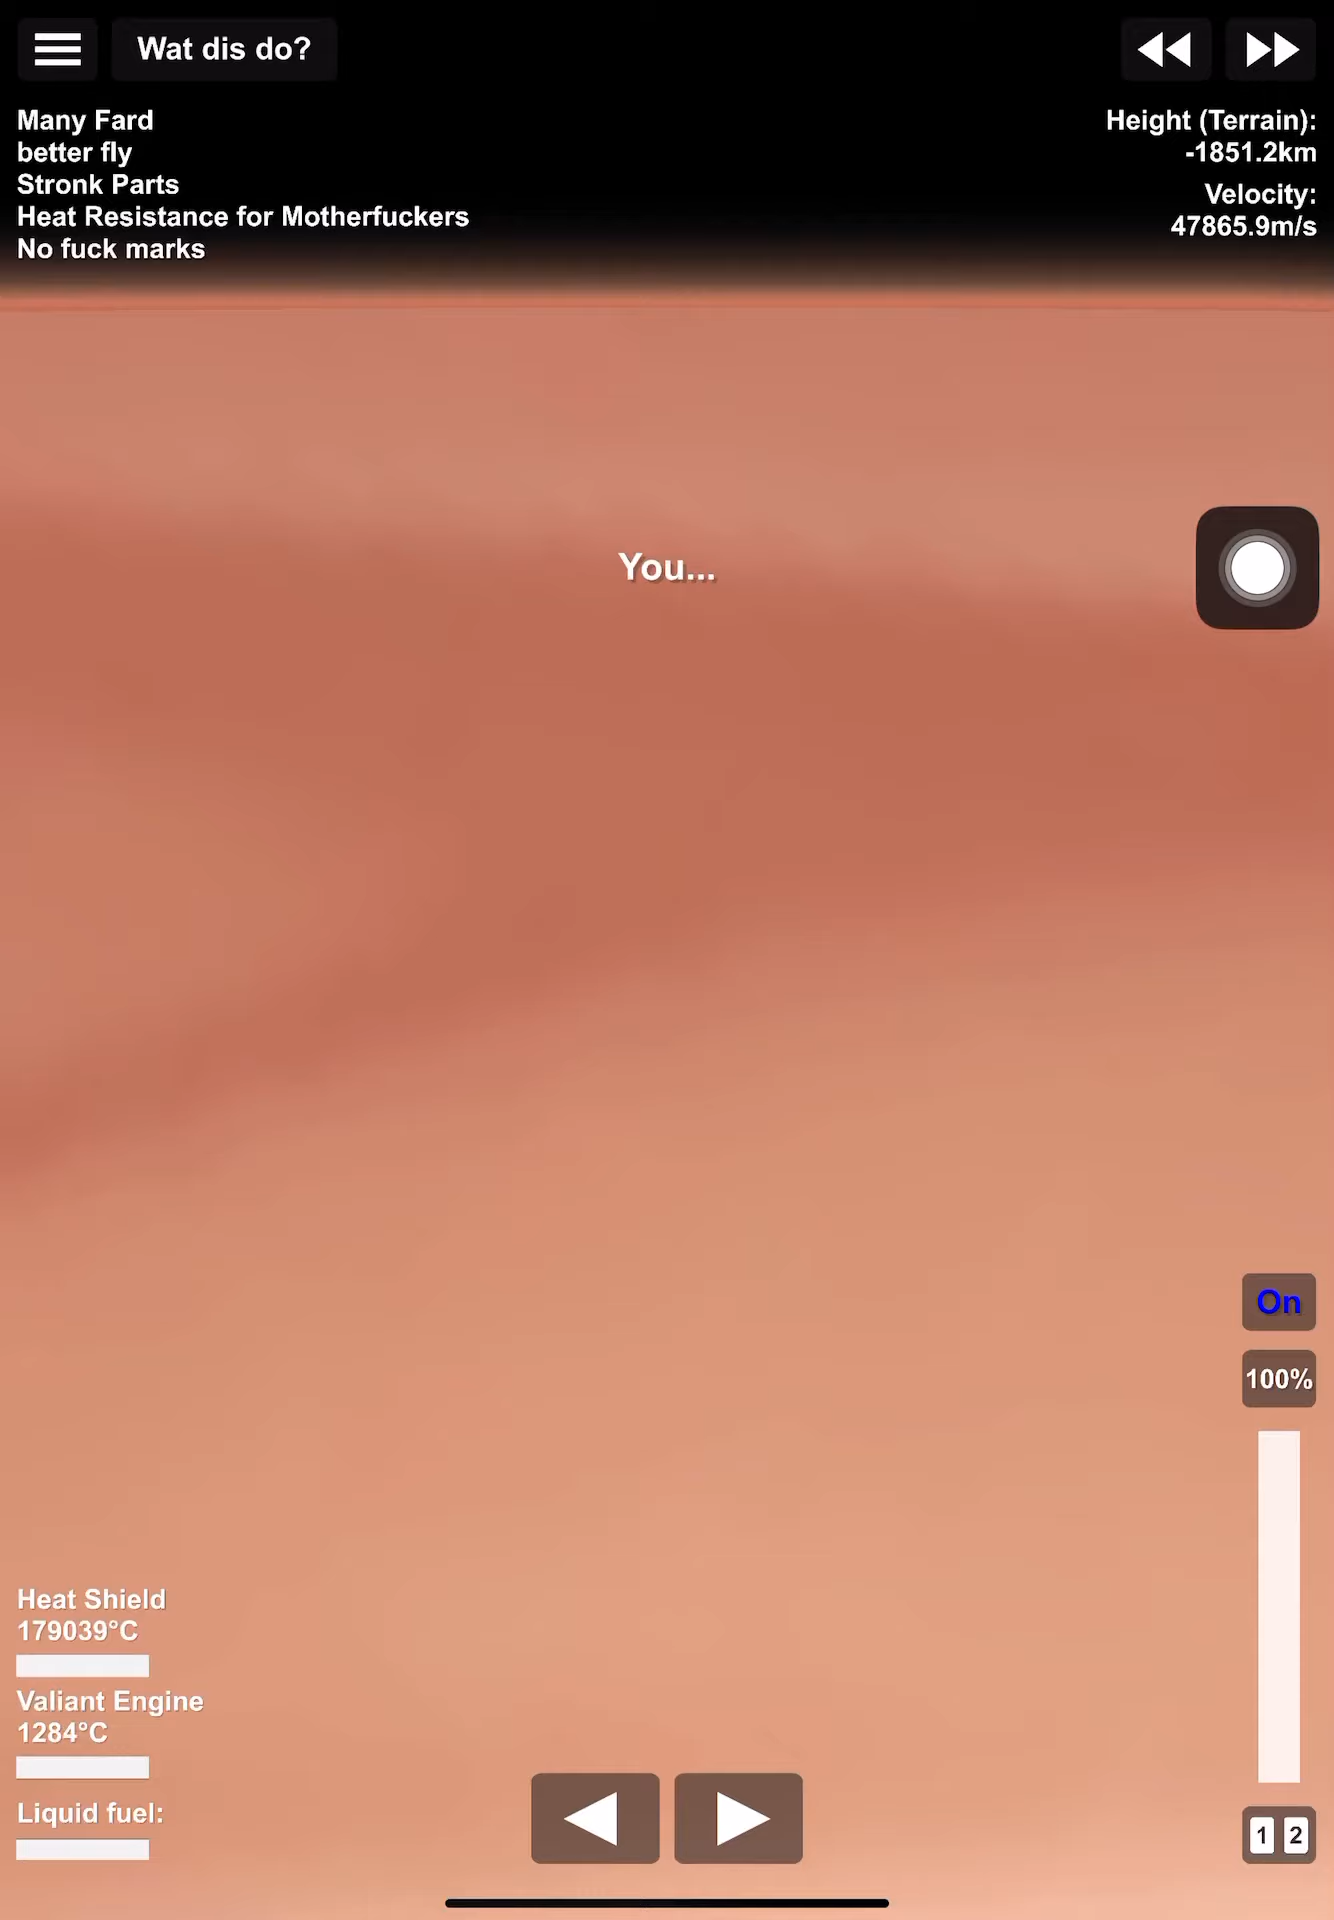 Wat dis do?
Many Fard
better fly
Stronk Parts
Heat Resistance for Motherfuckers
No fuck marks
Height (Terrain):
-1851.2km
Velocity:
47865.9m/s
You...
On
100%
Heat Shield
179039°C
Valiant Engine
1284°C
Liquid fuel:
1 2